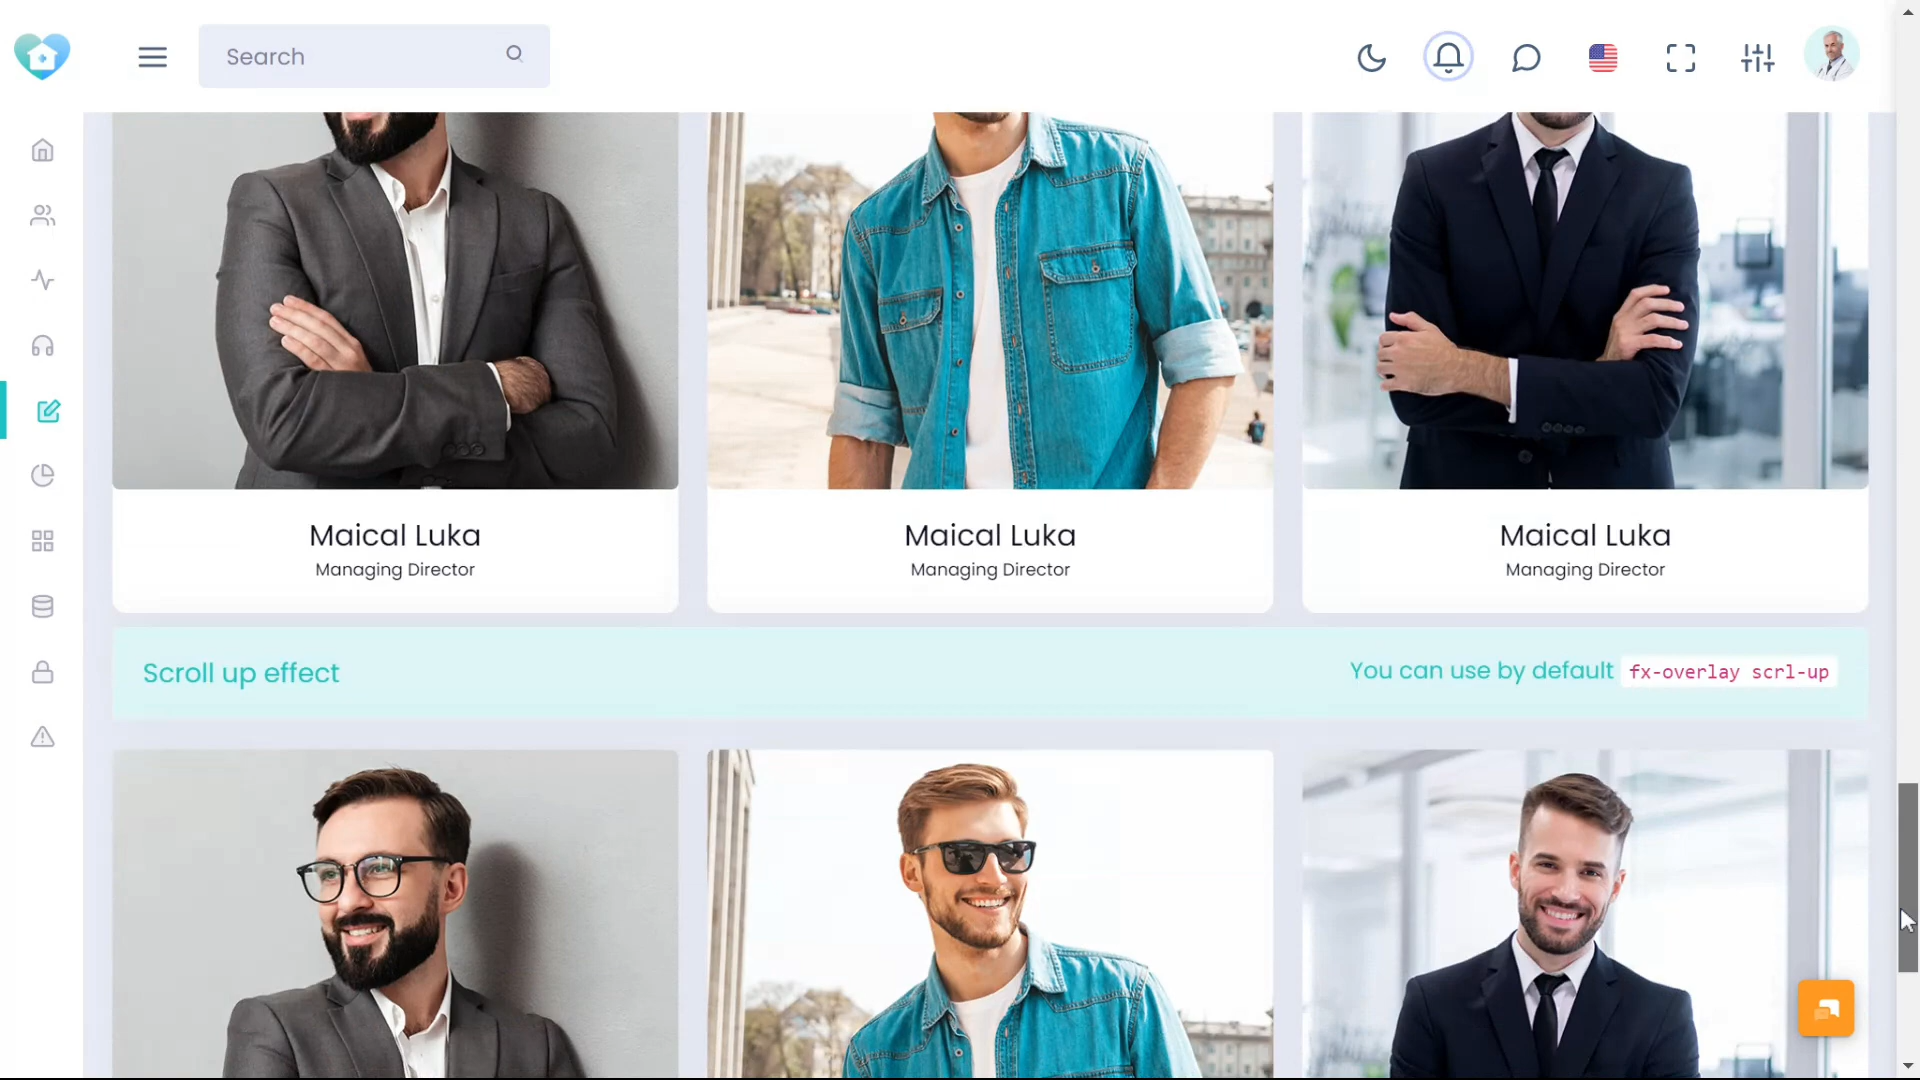 Search
Maical Luka
Managing Director
Maical Luka
Managing Director
Maical Luka
Managing Director
Scroll up effect
You can use by default fx-overlay scrl-up